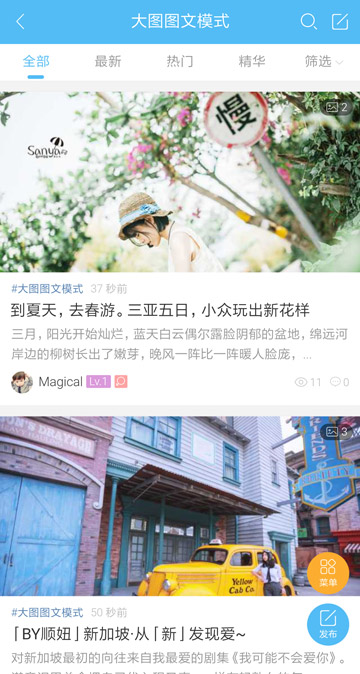 大图图文模式
全部 最新 热门 精华 筛选
2
慢
Sanya
#大图图文模式 37 秒前
到夏天，去春游。三亚五日，小众玩出新花样
三月，阳光开始灿烂，蓝天白云偶尔露脸阴郁的盆地，绵远河
岸边的柳树长出了嫩芽，晚风一阵比一阵暖人脸庞，...
Magical Lv.1 11 0
3
FRIENDS
Yellow
Cab Co.
菜单
#大图图文模式 50 秒前
「BY顺妞」新加坡·从「新」发现爱~
发布
对新加坡最初的向往来自我最爱的剧集《我可能不会爱你》。